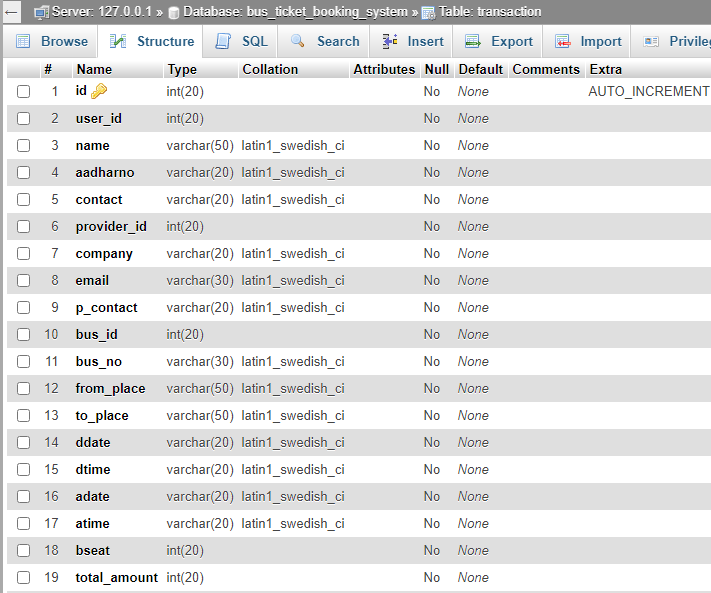 Server: 127.0.0.1 » Database: bus_ticket_booking_system » Table: transaction
Browse Structure SQL Search Insert Export Import Privileg
# Name Type Collation Attributes Null Default Comments Extra
1 id int(20) No None AUTO_INCREMENT
2 user_id int(20) No None
3 name varchar(50) latin1_swedish_ci No None
4 aadharno varchar(20) latin1_swedish_ci No None
5 contact varchar(20) latin1_swedish_ci No None
6 provider_id int(20) No None
7 company varchar(20) latin1_swedish_ci No None
8 email varchar(30) latin1_swedish_ci No None
9 p_contact varchar(20) latin1_swedish_ci No None
10 bus_id int(20) No None
11 bus_no varchar(30) latin1_swedish_ci No None
12 from_place varchar(50) latin1_swedish_ci No None
13 to_place varchar(50) latin1_swedish_ci No None
14 ddate varchar(20) latin1_swedish_ci No None
15 dtime varchar(20) latin1_swedish_ci No None
16 adate varchar(20) latin1_swedish_ci No None
17 atime varchar(20) latin1_swedish_ci No None
18 bseat int(20) No None
19 total_amount int(20) No None